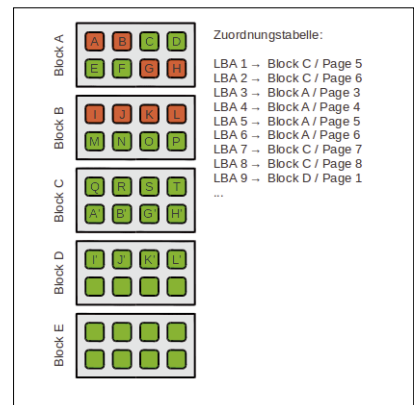 Zuordnungstabelle:
LBA 1 → Block C / Page 5
LBA 2 → Block C / Page 6
LBA 3 → Block A / Page 3
LBA 4 → Block A / Page 4
LBA 5 → Block A / Page 5
LBA 6 → Block A / Page 6
LBA 7 → Block C / Page 7
LBA 8 → Block C / Page 8
LBA 9 → Block D / Page 1
...
Block A
A B C D
E F G H
Block B
I J K L
M N O P
Block C
Q R S T
A' B' G' H'
Block D
I' J' K' L'
Block E